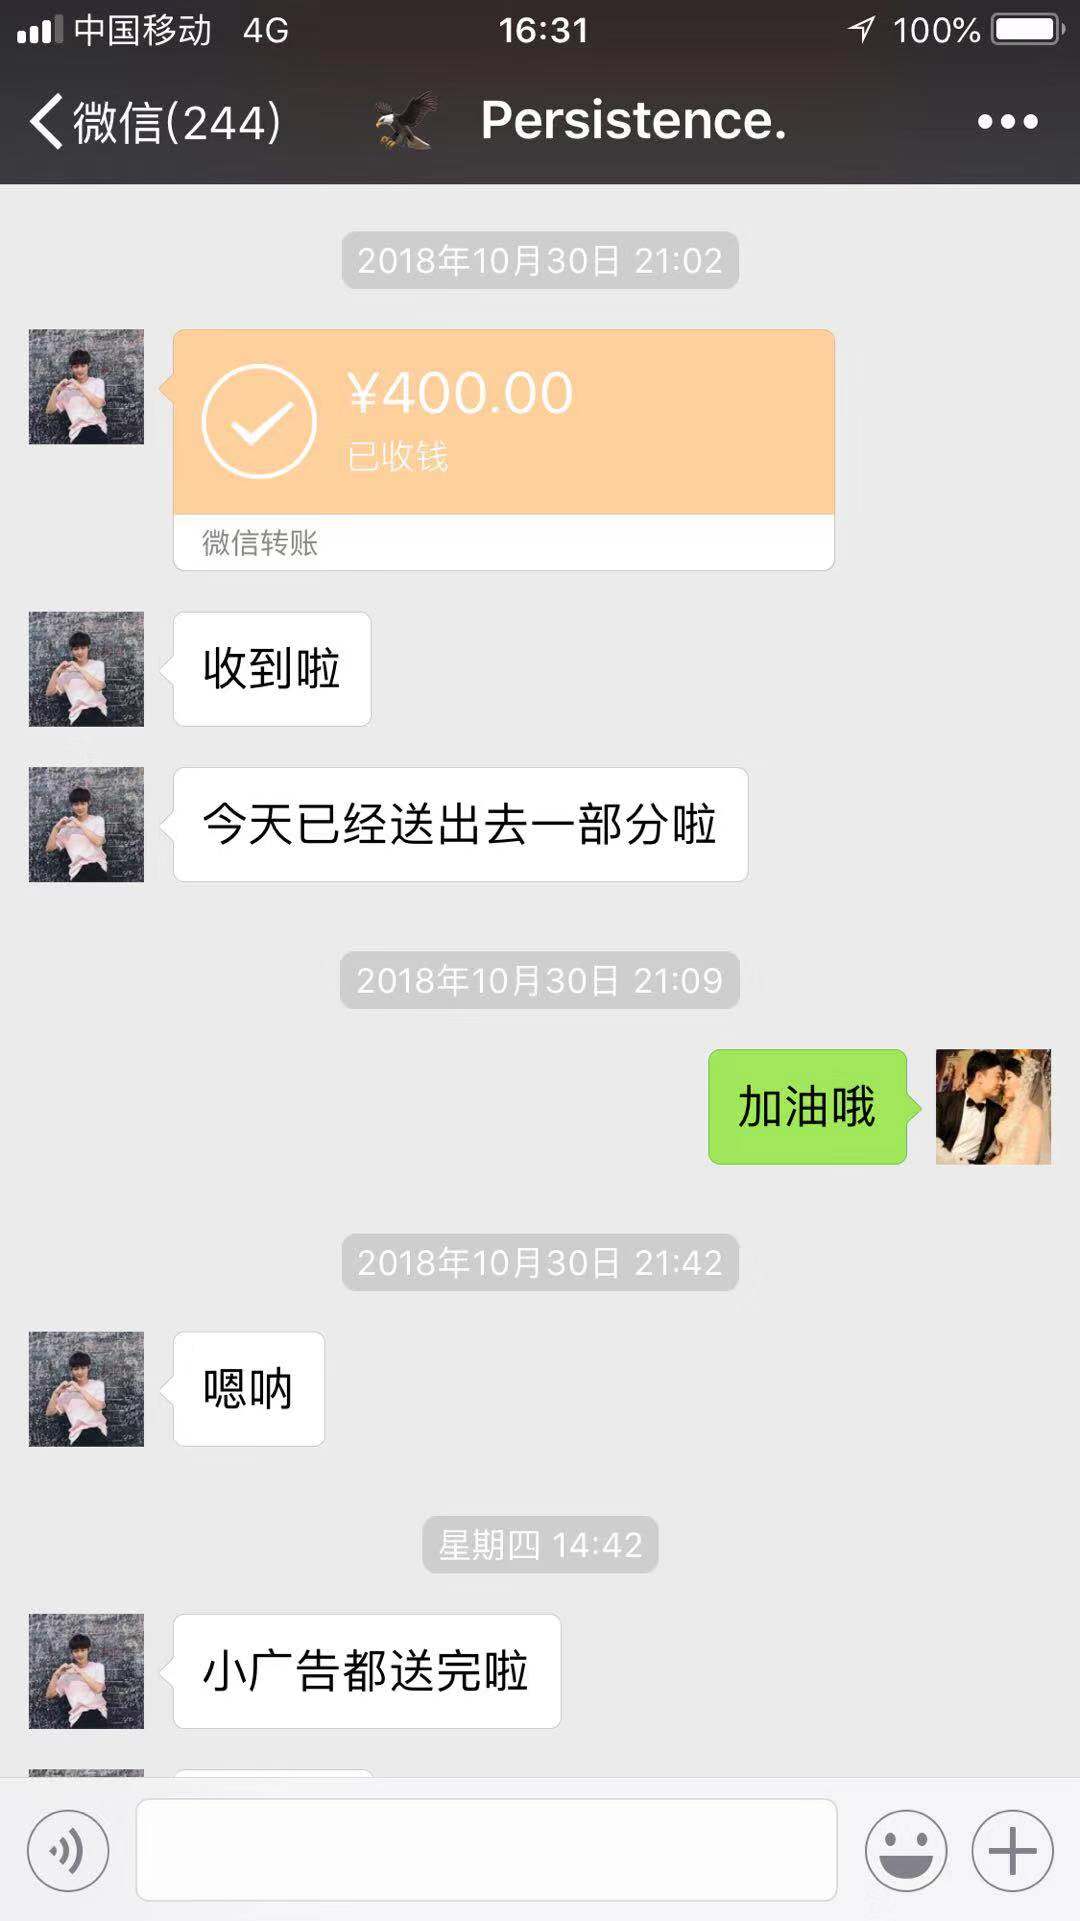 中国移动 4G 16:31 100%
微信(244) Persistence.
2018年10月30日 21:02
¥400.00
已收钱
微信转账
收到啦
今天已经送出去一部分啦
2018年10月30日 21:09
加油哦
2018年10月30日 21:42
嗯呐
星期四 14:42
小广告都送完啦